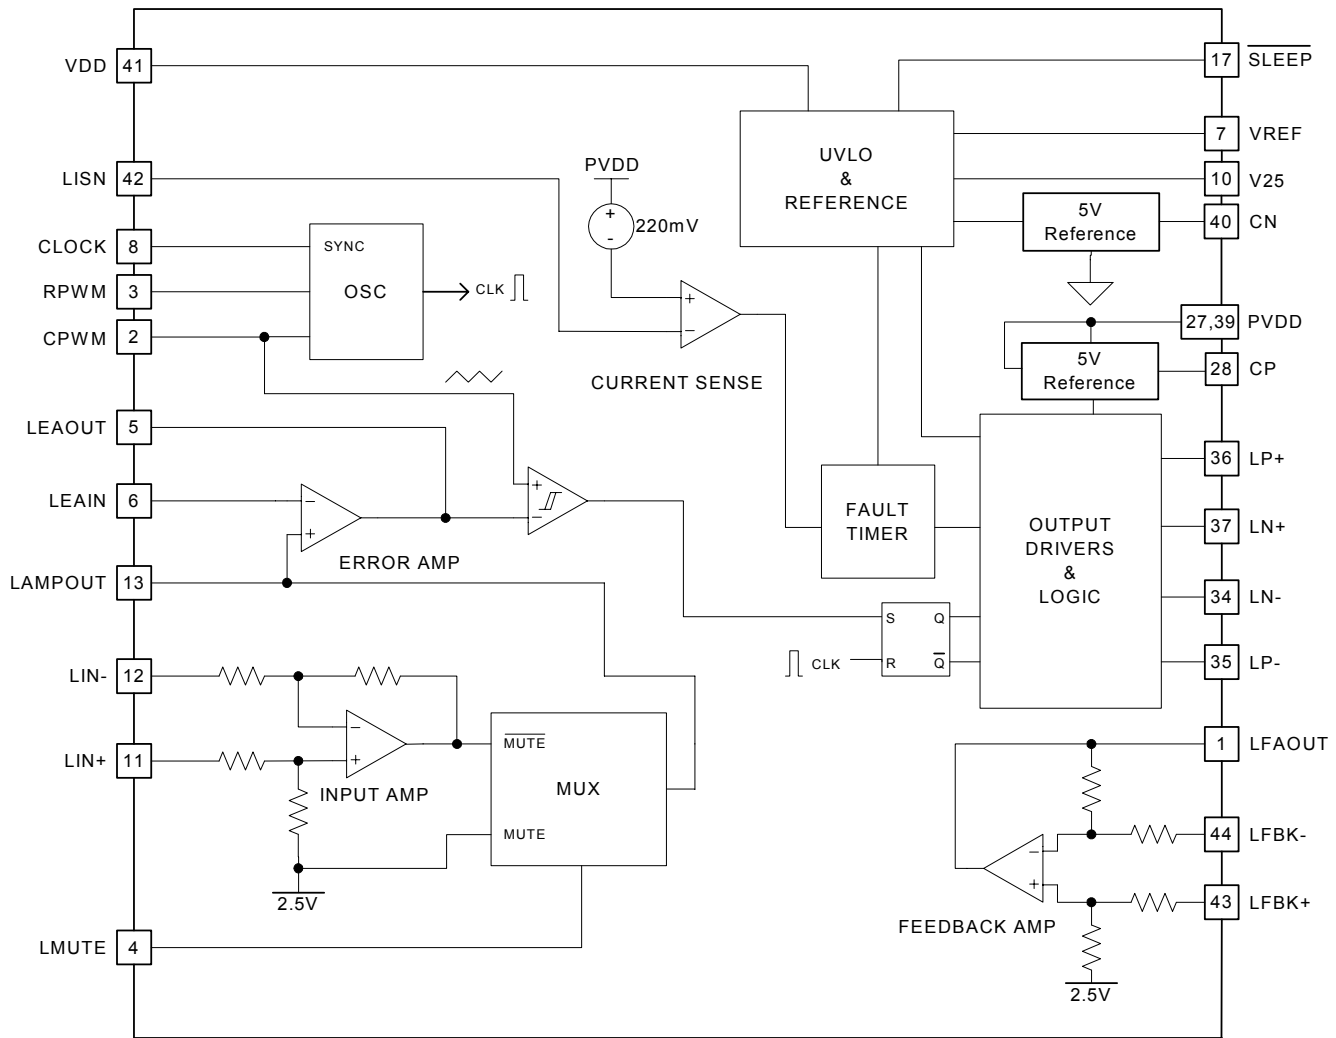 VDD 41
17 SLEEP
7 VREF
UVLO
&
REFERENCE
PVDD
LISN 42
10 V25
+
-
220mV
5V
Reference
40 CN
CLOCK 8
SYNC
RPWM 3
OSC
CLK
CPWM 2
+
−
27,39 PVDD
5V
Reference
28 CP
CURRENT SENSE
LEAOUT 5
36 LP+
LEAIN 6
−
+
ERROR AMP
+
−
FAULT
TIMER
OUTPUT
DRIVERS
&
LOGIC
37 LN+
LAMPOUT 13
34 LN-
S Q
R Q
CLK
35 LP-
LIN- 12
LIN+ 11
−
+
INPUT AMP
MUTE
MUX
MUTE
2.5V
1 LFAOUT
44 LFBK-
−
+
43 LFBK+
FEEDBACK AMP
2.5V
LMUTE 4